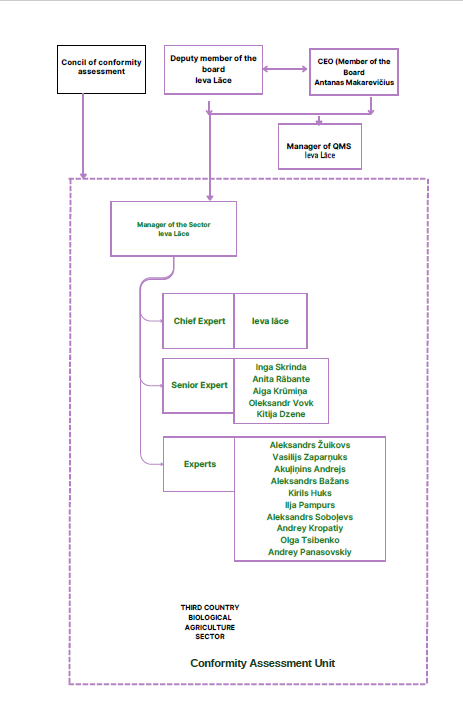 Concil of conformity
assessment
Deputy member of the
board
Ieva Lāce
CEO (Member of the
Board
Antanas Makarevičius
Manager of QMS
Ieva Lāce
Manager of the Sector
Ieva Lāce
Chief Expert
Ieva lāce
Senior Expert
Inga Skrinda
Anita Rābante
Aiga Krūmiņa
Oleksandr Vovk
Kitija Dzene
Experts
Aleksandrs Žuikovs
Vasilijs Zaparņuks
Akuļiņins Andrejs
Aleksandrs Bažans
Kirils Huks
Iļja Pampurs
Aleksandrs Soboļevs
Andrey Kropatiy
Olga Tsibenko
Andrey Panasovskiy
THIRD COUNTRY
BIOLOGICAL
AGRICULTURE
SECTOR
Conformity Assessment Unit